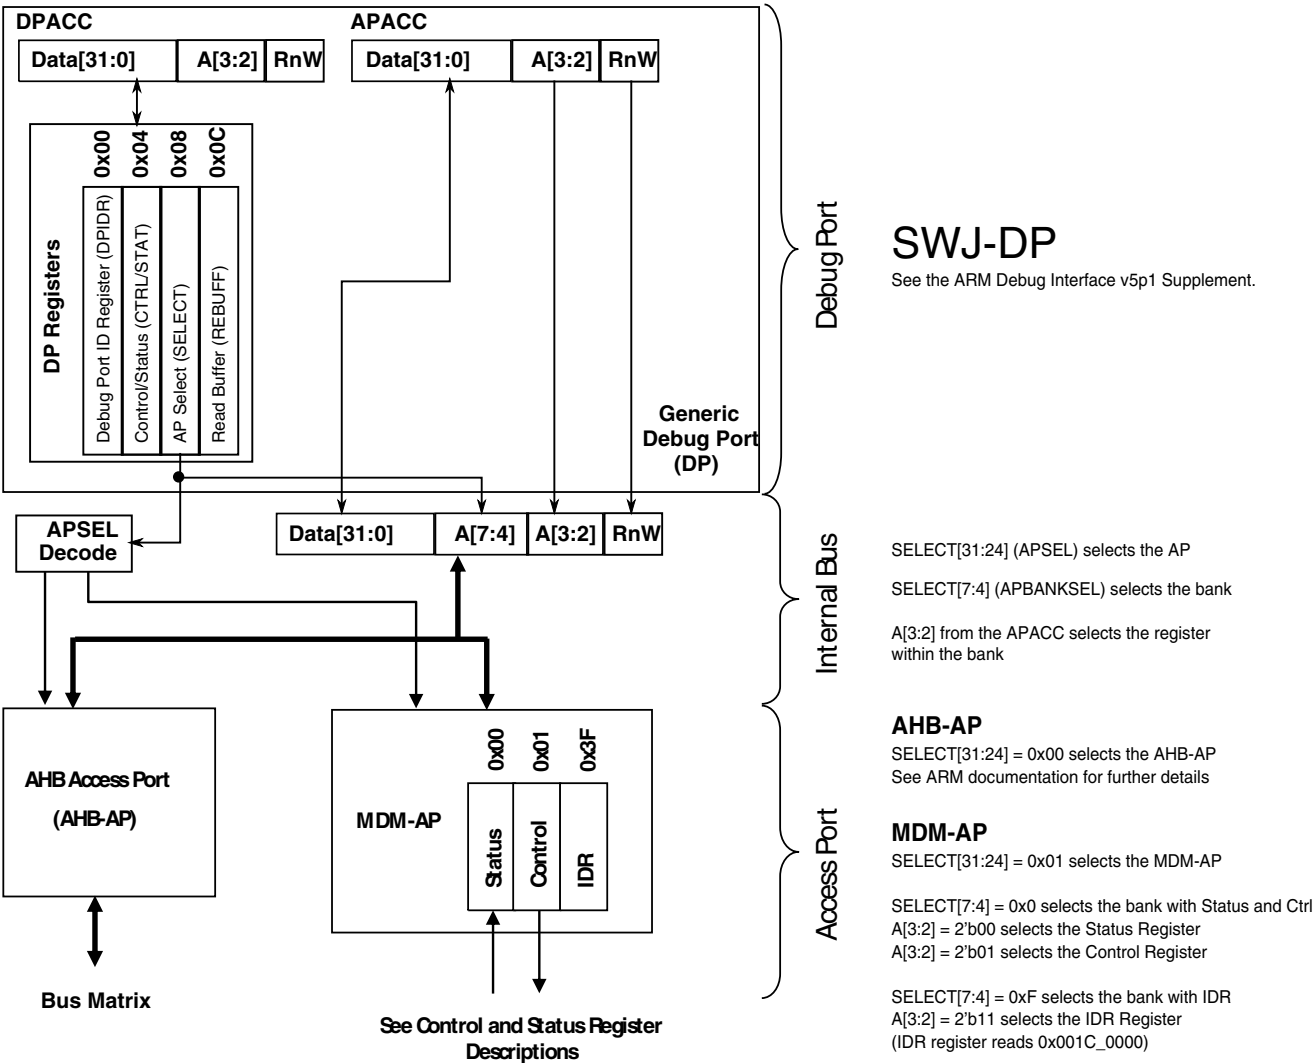 DPACC
APACC
Data[31:0] A[3:2] RnW
Data[31:0] A[3:2] RnW
0x00
0x04
0x08
0x0C
DP Registers
Debug Port ID Register (DPIDR)
Control/Status (CTRL/STAT)
AP Select (SELECT)
Read Buffer (REBUFF)
Generic
Debug Port
(DP)
Debug Port
SWJ-DP
See the ARM Debug Interface v5p1 Supplement.
APSEL
Decode
Data[31:0] A[7:4] A[3:2] RnW
Internal Bus
SELECT[31:24] (APSEL) selects the AP
SELECT[7:4] (APBANKSEL) selects the bank
A[3:2] from the APACC selects the register
within the bank
AHB Access Port
(AHB-AP)
Bus Matrix
MDM-AP
0x00
0x01
0x3F
Status
Control
IDR
See Control and Status Register
Descriptions
Access Port
AHB-AP
SELECT[31:24] = 0x00 selects the AHB-AP
See ARM documentation for further details
MDM-AP
SELECT[31:24] = 0x01 selects the MDM-AP
SELECT[7:4] = 0x0 selects the bank with Status and Ctrl
A[3:2] = 2'b00 selects the Status Register
A[3:2] = 2'b01 selects the Control Register
SELECT[7:4] = 0xF selects the bank with IDR
A[3:2] = 2'b11 selects the IDR Register
(IDR register reads 0x001C_0000)